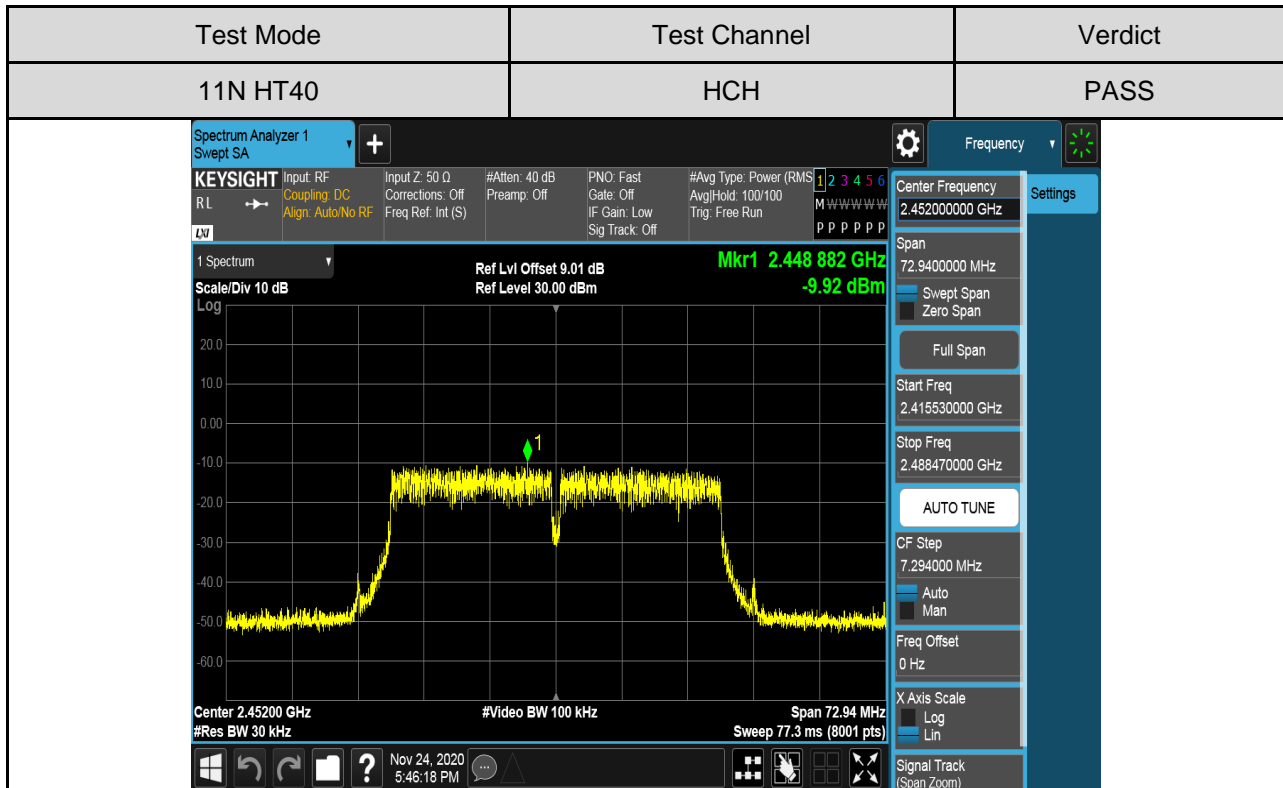 Test Mode Test Channel Verdict
11N HT40 HCH PASS
Spectrum Analyzer 1
Swept SA
+
Frequency
KEYSIGHT
RL
LXI
Input: RF
Coupling: DC
Align: Auto/No RF
Input Z: 50 Ω
Corrections: Off
Freq Ref: Int (S)
#Atten: 40 dB
Preamp: Off
PNO: Fast
Gate: Off
IF Gain: Low
Sig Track: Off
#Avg Type: Power (RMS
Avg|Hold: 100/100
Trig: Free Run
1 2 3 4 5 6
M W W W W W
P P P P P P
1 Spectrum
Scale/Div 10 dB
Ref Lvl Offset 9.01 dB
Ref Level 30.00 dBm
Mkr1 2.448 882 GHz
-9.92 dBm
Log
20.0
10.0
0.00
-10.0
-20.0
-30.0
-40.0
-50.0
-60.0
1
Center 2.45200 GHz
#Res BW 30 kHz
#Video BW 100 kHz
Span 72.94 MHz
Sweep 77.3 ms (8001 pts)
Center Frequency
2.452000000 GHz
Settings
Span
72.9400000 MHz
Swept Span
Zero Span
Full Span
Start Freq
2.415530000 GHz
Stop Freq
2.488470000 GHz
AUTO TUNE
CF Step
7.294000 MHz
Auto
Man
Freq Offset
0 Hz
X Axis Scale
Log
Lin
Signal Track
(Span Zoom)
?
Nov 24, 2020
5:46:18 PM